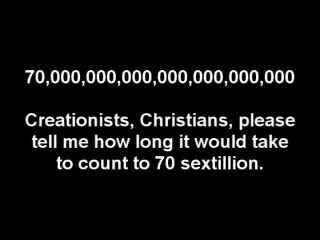 70,000,000,000,000,000,000,000
Creationists, Christians, please
tell me how long it would take
to count to 70 sextillion.